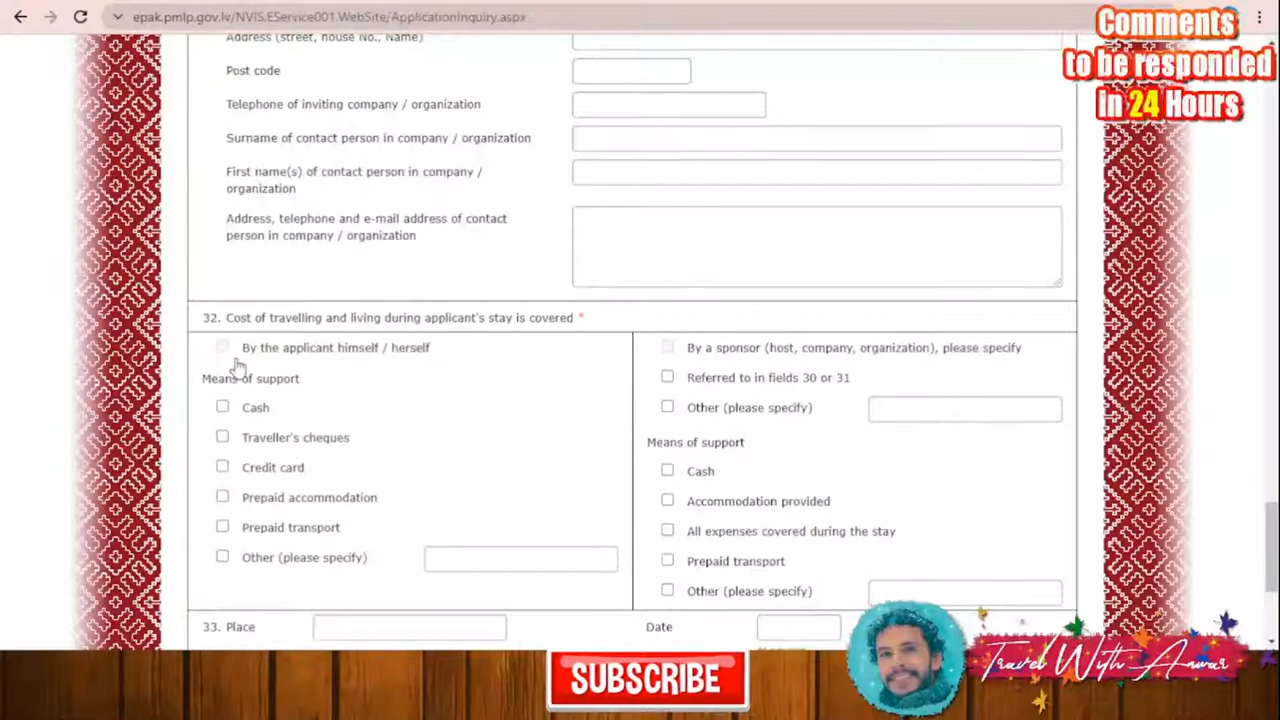 epak.pmlp.gov.lv/NVIS.EService001.WebSite/ApplicationInquiry.aspx
Comments
to be responded
in 24 Hours
Address (street, house No., Name)
Post code
Telephone of inviting company / organization
Surname of contact person in company / organization
First name(s) of contact person in company /
organization
Address, telephone and e-mail address of contact
person in company / organization
32. Cost of travelling and living during applicant's stay is covered *
By the applicant himself / herself
Means of support
Cash
Traveller's cheques
Credit card
Prepaid accommodation
Prepaid transport
Other (please specify)
By a sponsor (host, company, organization), please specify
Referred to in fields 30 or 31
Other (please specify)
Means of support
Cash
Accommodation provided
All expenses covered during the stay
Prepaid transport
Other (please specify)
33. Place
Date
SUBSCRIBE
Travel With Anwar